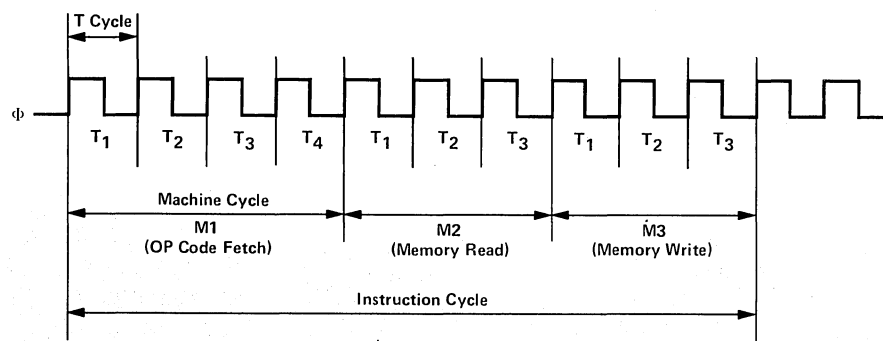 T Cycle
Φ
T1 T2 T3 T4 T1 T2 T3 T1 T2 T3
Machine Cycle
M1 M2 M3
(OP Code Fetch) (Memory Read) (Memory Write)
Instruction Cycle